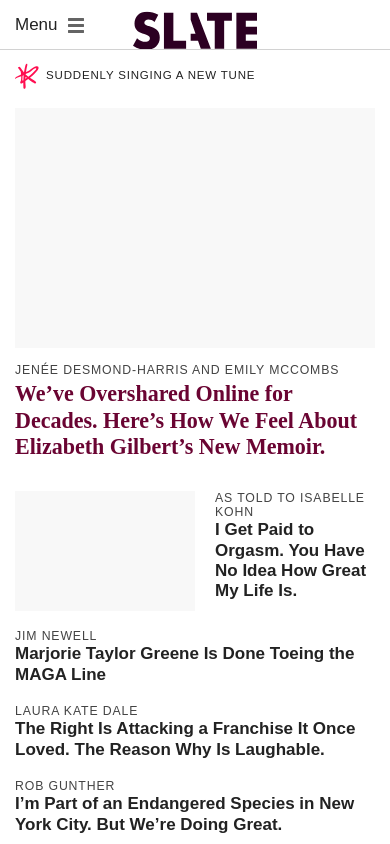 Menu
SLATE
SUDDENLY SINGING A NEW TUNE
JENÉE DESMOND-HARRIS AND EMILY MCCOMBS
We’ve Overshared Online for
Decades. Here’s How We Feel About
Elizabeth Gilbert’s New Memoir.
AS TOLD TO ISABELLE
KOHN
I Get Paid to
Orgasm. You Have
No Idea How Great
My Life Is.
JIM NEWELL
Marjorie Taylor Greene Is Done Toeing the
MAGA Line
LAURA KATE DALE
The Right Is Attacking a Franchise It Once
Loved. The Reason Why Is Laughable.
ROB GUNTHER
I’m Part of an Endangered Species in New
York City. But We’re Doing Great.